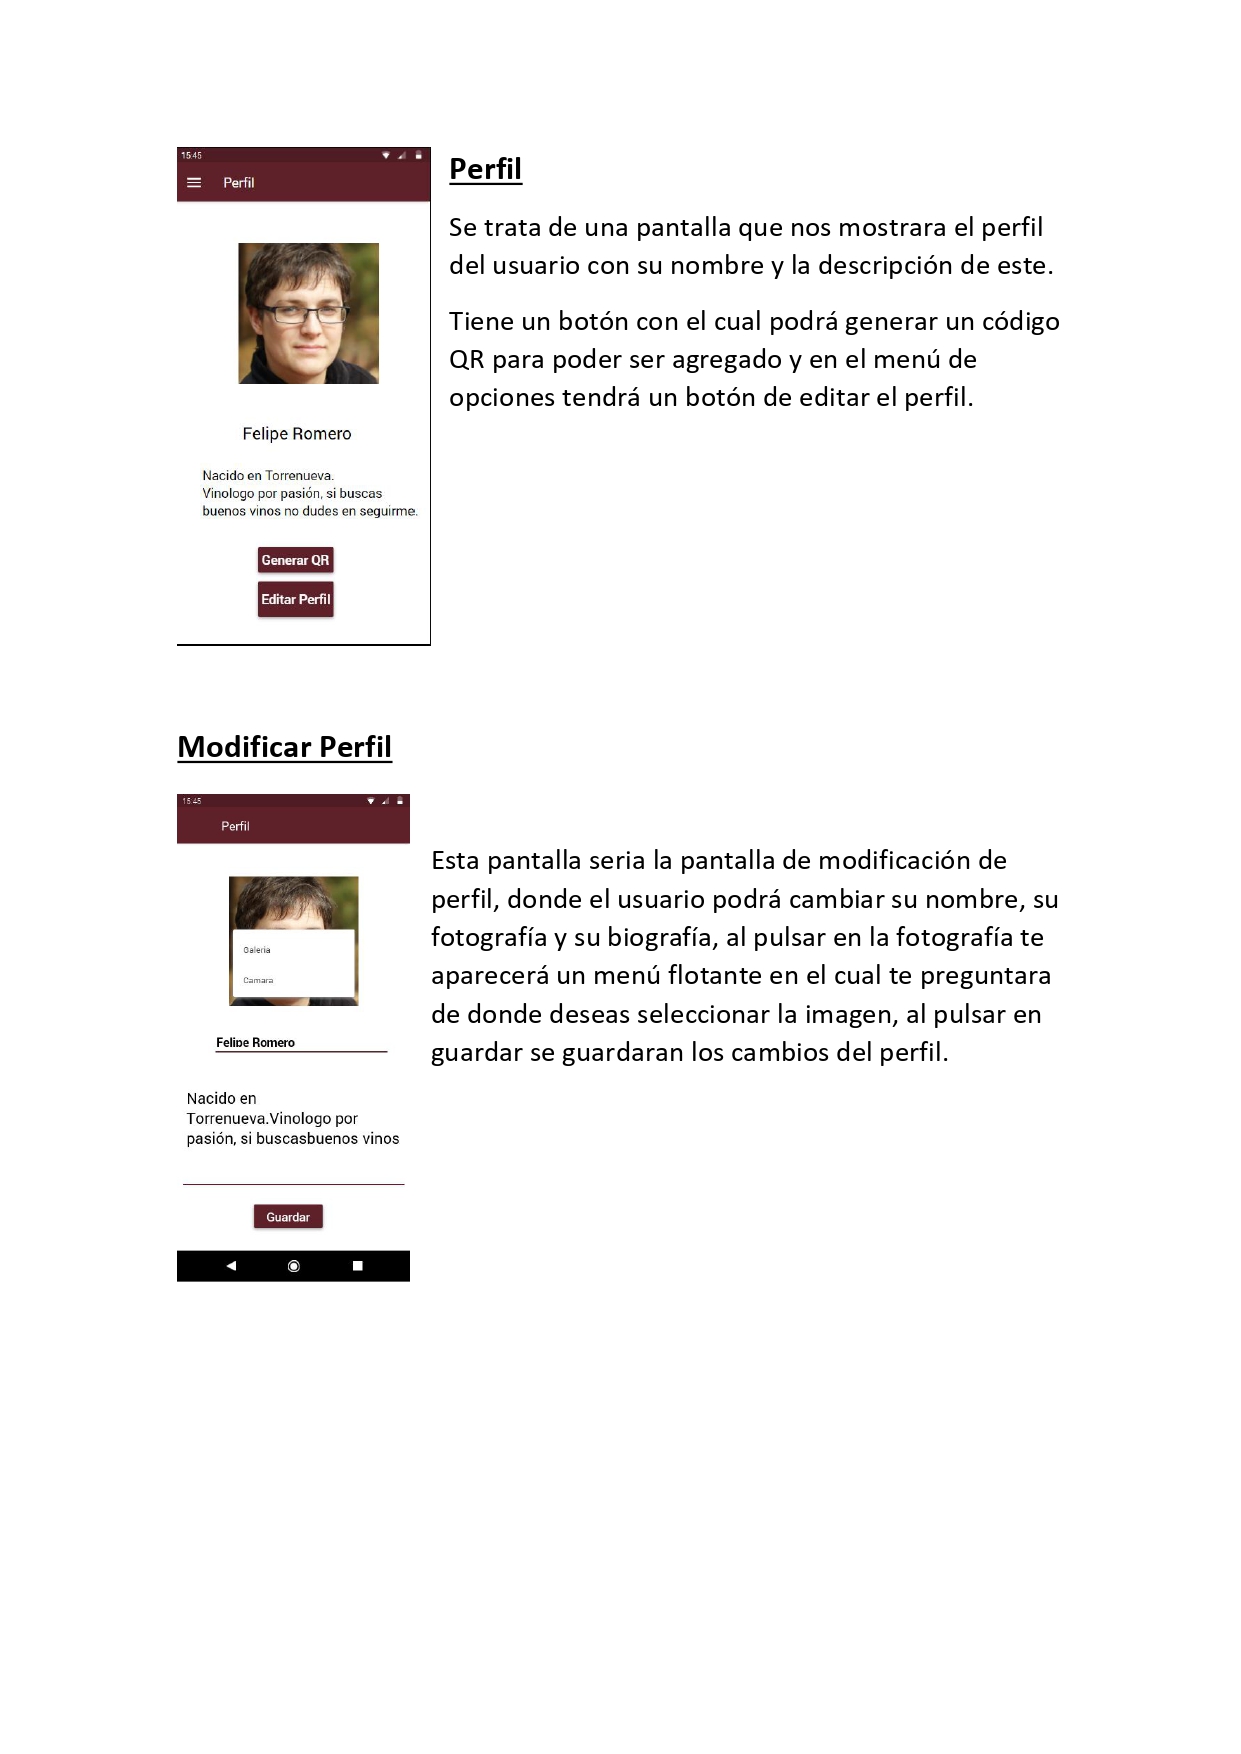 15:45
Perfil
Felipe Romero
Nacido en Torrenueva.
Vinologo por pasión, si buscas
buenos vinos no dudes en seguirme.
Generar QR
Editar Perfil
Perfil
Se trata de una pantalla que nos mostrara el perfil
del usuario con su nombre y la descripción de este.
Tiene un botón con el cual podrá generar un código
QR para poder ser agregado y en el menú de
opciones tendrá un botón de editar el perfil.
Modificar Perfil
15:45
Perfil
Galeria
Camara
Felipe Romero
Nacido en
Torrenueva.Vinologo por
pasión, si buscasbuenos vinos
Guardar
Esta pantalla seria la pantalla de modificación de
perfil, donde el usuario podrá cambiar su nombre, su
fotografía y su biografía, al pulsar en la fotografía te
aparecerá un menú flotante en el cual te preguntara
de donde deseas seleccionar la imagen, al pulsar en
guardar se guardaran los cambios del perfil.